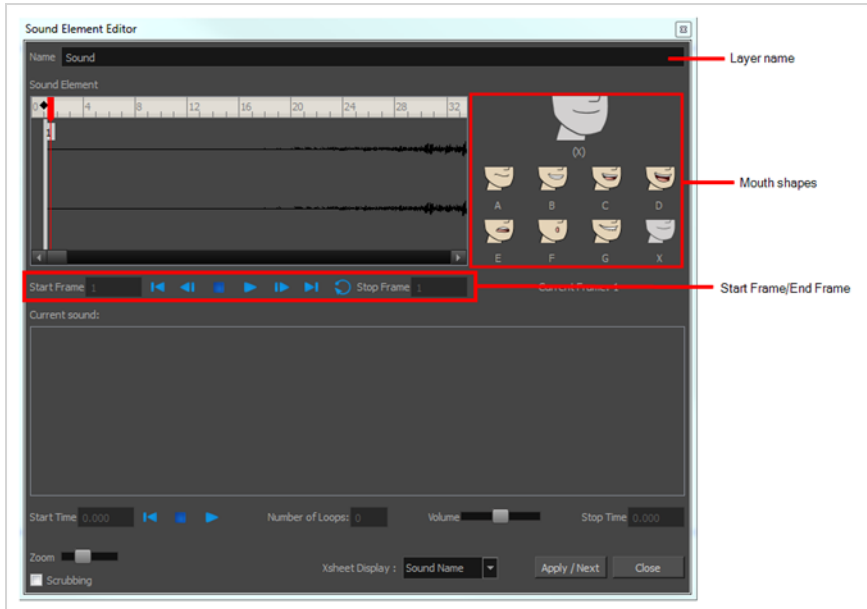 Sound Element Editor
Name Sound
Layer name
Sound Element
0 4 8 12 16 20 24 28 32
1
(X)
Mouth shapes
A B C D
E F G X
Start Frame 1 Stop Frame 1 Current Frame: 1
Start Frame/End Frame
Current sound:
Start Time 0.000 Number of Loops: 0 Volume Stop Time 0.000
Zoom
Xsheet Display : Sound Name Apply / Next Close
Scrubbing